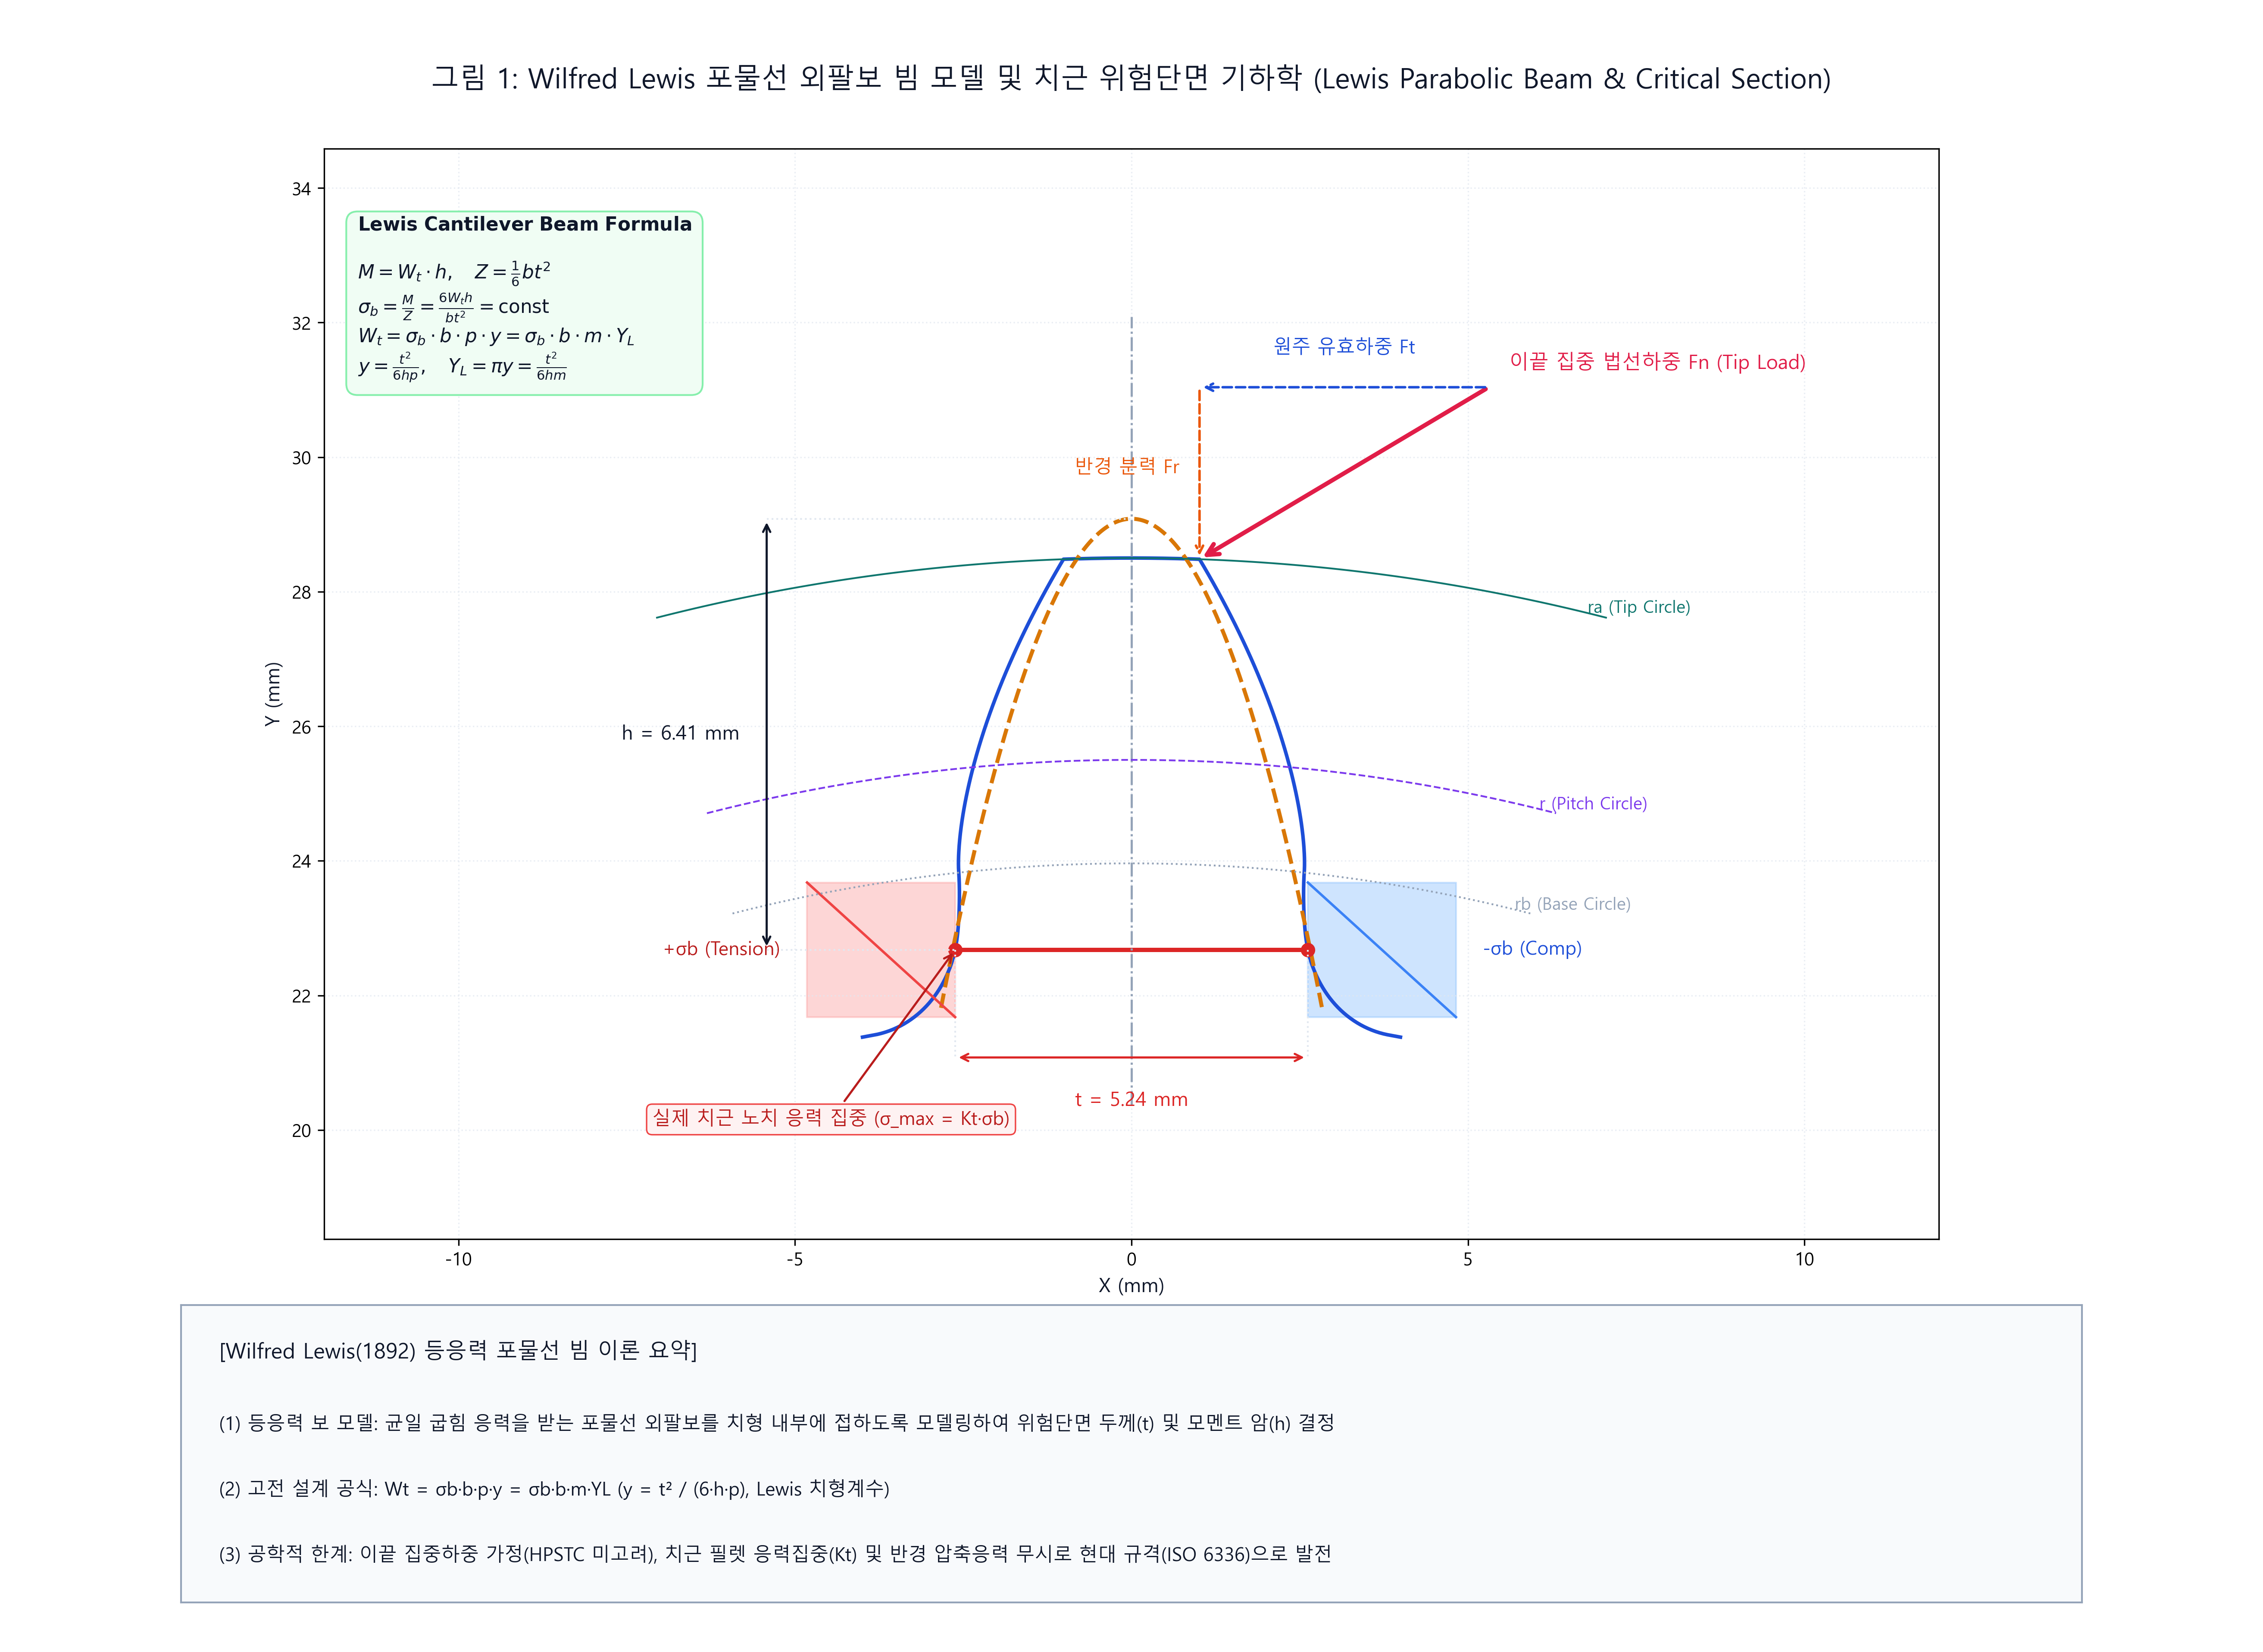 그림 1: Wilfred Lewis 포물선 외팔보 빔 모델 및 치근 위험단면 기하학 (Lewis Parabolic Beam & Critical Section)
34
32
30
28
26
24
22
20
Y (mm)
Lewis Cantilever Beam Formula
M = W_t · h, Z = 1/6 bt²
σ_b = M/Z = 6W_t h / bt² = const
W_t = σ_b · b · p · y = σ_b · b · m · Y_L
y = t²/6hp, Y_L = πy = t²/6hm
원주 유효하중 Ft
이끝 집중 법선하중 Fn (Tip Load)
반경 분력 Fr
ra (Tip Circle)
h = 6.41 mm
r (Pitch Circle)
rb (Base Circle)
+σb (Tension)
-σb (Comp)
t = 5.24 mm
실제 치근 노치 응력 집중 (σ_max = Kt·σb)
-10
-5
0
5
10
X (mm)
[Wilfred Lewis(1892) 등응력 포물선 빔 이론 요약]
(1) 등응력 보 모델: 균일 굽힘 응력을 받는 포물선 외팔보를 치형 내부에 접하도록 모델링하여 위험단면 두께(t) 및 모멘트 암(h) 결정
(2) 고전 설계 공식: Wt = σb·b·p·y = σb·b·m·YL (y = t² / (6·h·p), Lewis 치형계수)
(3) 공학적 한계: 이끝 집중하중 가정(HPSTC 미고려), 치근 필렛 응력집중(Kt) 및 반경 압축응력 무시로 현대 규격(ISO 6336)으로 발전